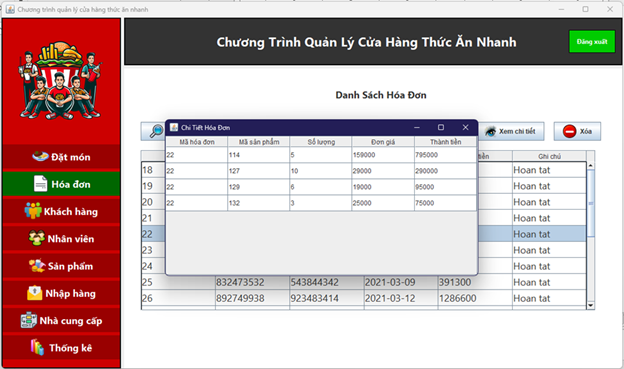 Chương trình quản lý cửa hàng thức ăn nhanh
Chương Trình Quản Lý Cửa Hàng Thức Ăn Nhanh
Đăng xuất
Đặt món
Hóa đơn
Khách hàng
Nhân viên
Sản phẩm
Nhập hàng
Nhà cung cấp
Thống kê
Danh Sách Hóa Đơn
Xem chi tiết
Xóa
Chi Tiết Hóa Đơn
Mã hóa đơn Mã sản phẩm Số lượng Đơn giá Thành tiền
22 114 5 159000 795000
22 127 10 29000 290000
22 129 6 19000 95000
22 132 3 25000 75000
tiền Ghi chú
18 Hoan tat
19 Hoan tat
20 Hoan tat
21 Hoan tat
22 Hoan tat
23 Hoan tat
24 Hoan tat
25 832473532 543844342 2021-03-09 391300 Hoan tat
26 892749938 923483414 2021-03-12 1286600 Hoan tat